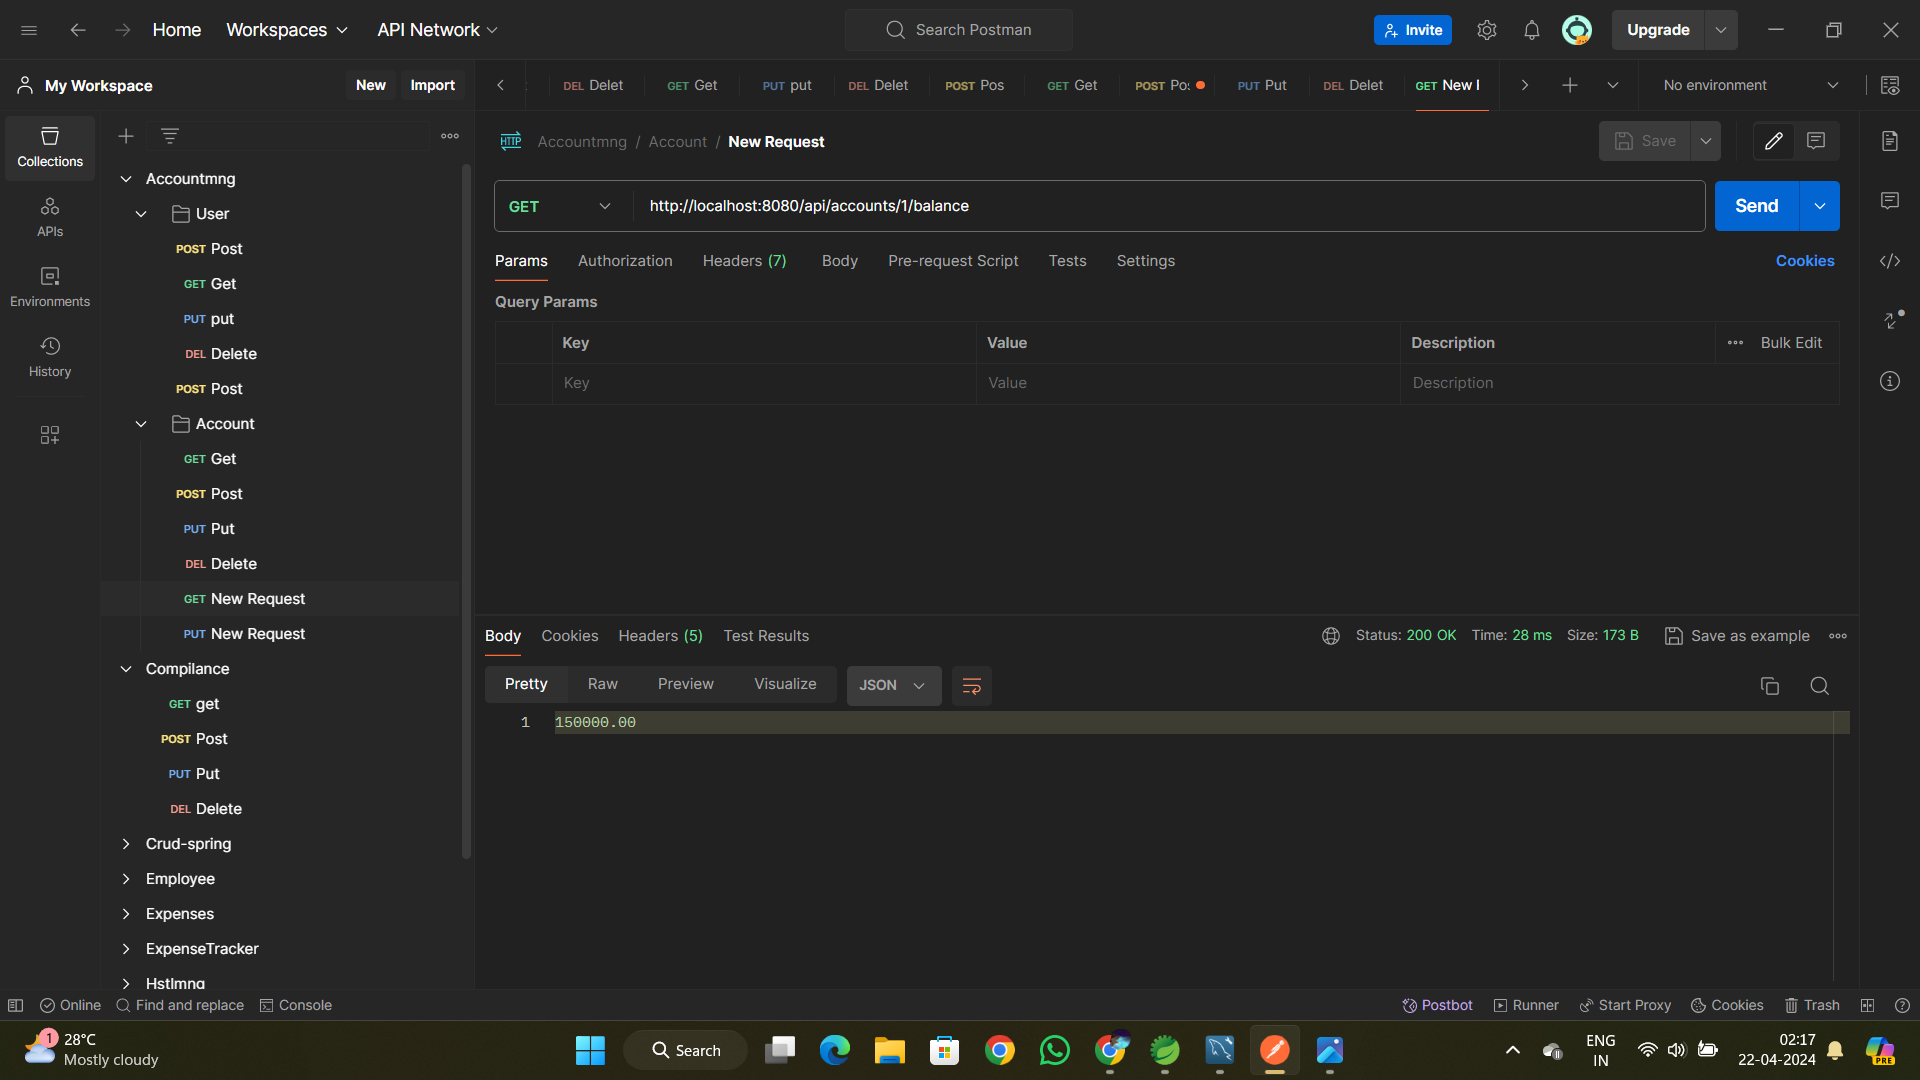 Home
Workspaces
API Network
Search Postman
Invite
Upgrade
My Workspace
New
Import
DEL Delet
GET Get
PUT put
DEL Delet
POST Pos
GET Get
POST Po
PUT Put
DEL Delet
GET New
No environment
Collections
APIs
Environments
History
Accountmng
User
POST Post
GET Get
PUT put
DEL Delete
POST Post
Account
GET Get
POST Post
PUT Put
DEL Delete
GET New Request
PUT New Request
Compilance
GET get
POST Post
PUT Put
DEL Delete
Crud-spring
Employee
Expenses
ExpenseTracker
Hstlmng
HTTP
Accountmng / Account / New Request
Save
GET
http://localhost:8080/api/accounts/1/balance
Send
Params
Authorization
Headers (7)
Body
Pre-request Script
Tests
Settings
Cookies
Query Params
Key
Value
Description
Bulk Edit
Key
Value
Description
Body
Cookies
Headers (5)
Test Results
Status: 200 OK
Time: 28 ms
Size: 173 B
Save as example
Pretty
Raw
Preview
Visualize
JSON
1
150000.00
Online
Find and replace
Console
Postbot
Runner
Start Proxy
Cookies
Trash
1
28°C
Mostly cloudy
Search
ENG
IN
02:17
22-04-2024
PRE